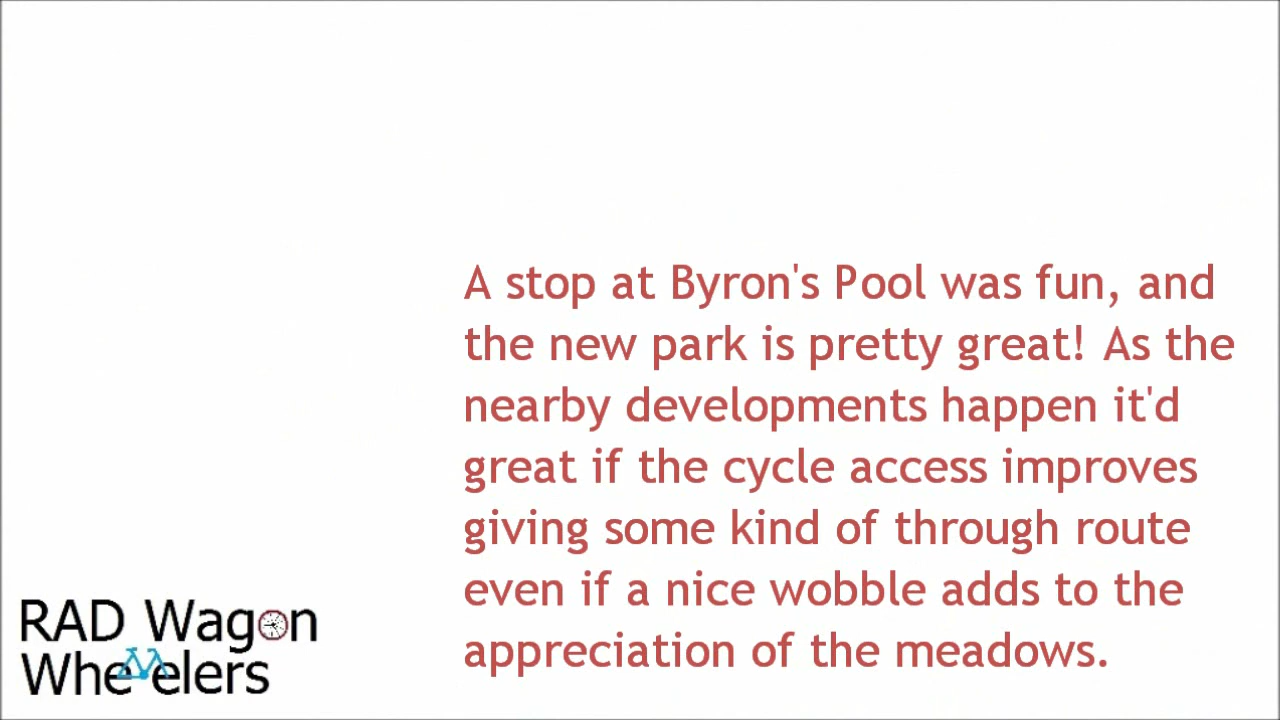 A stop at Byron's Pool was fun, and
the new park is pretty great! As the
nearby developments happen it'd
great if the cycle access improves
giving some kind of through route
even if a nice wobble adds to the
appreciation of the meadows.
RAD Wagon
Wheelers